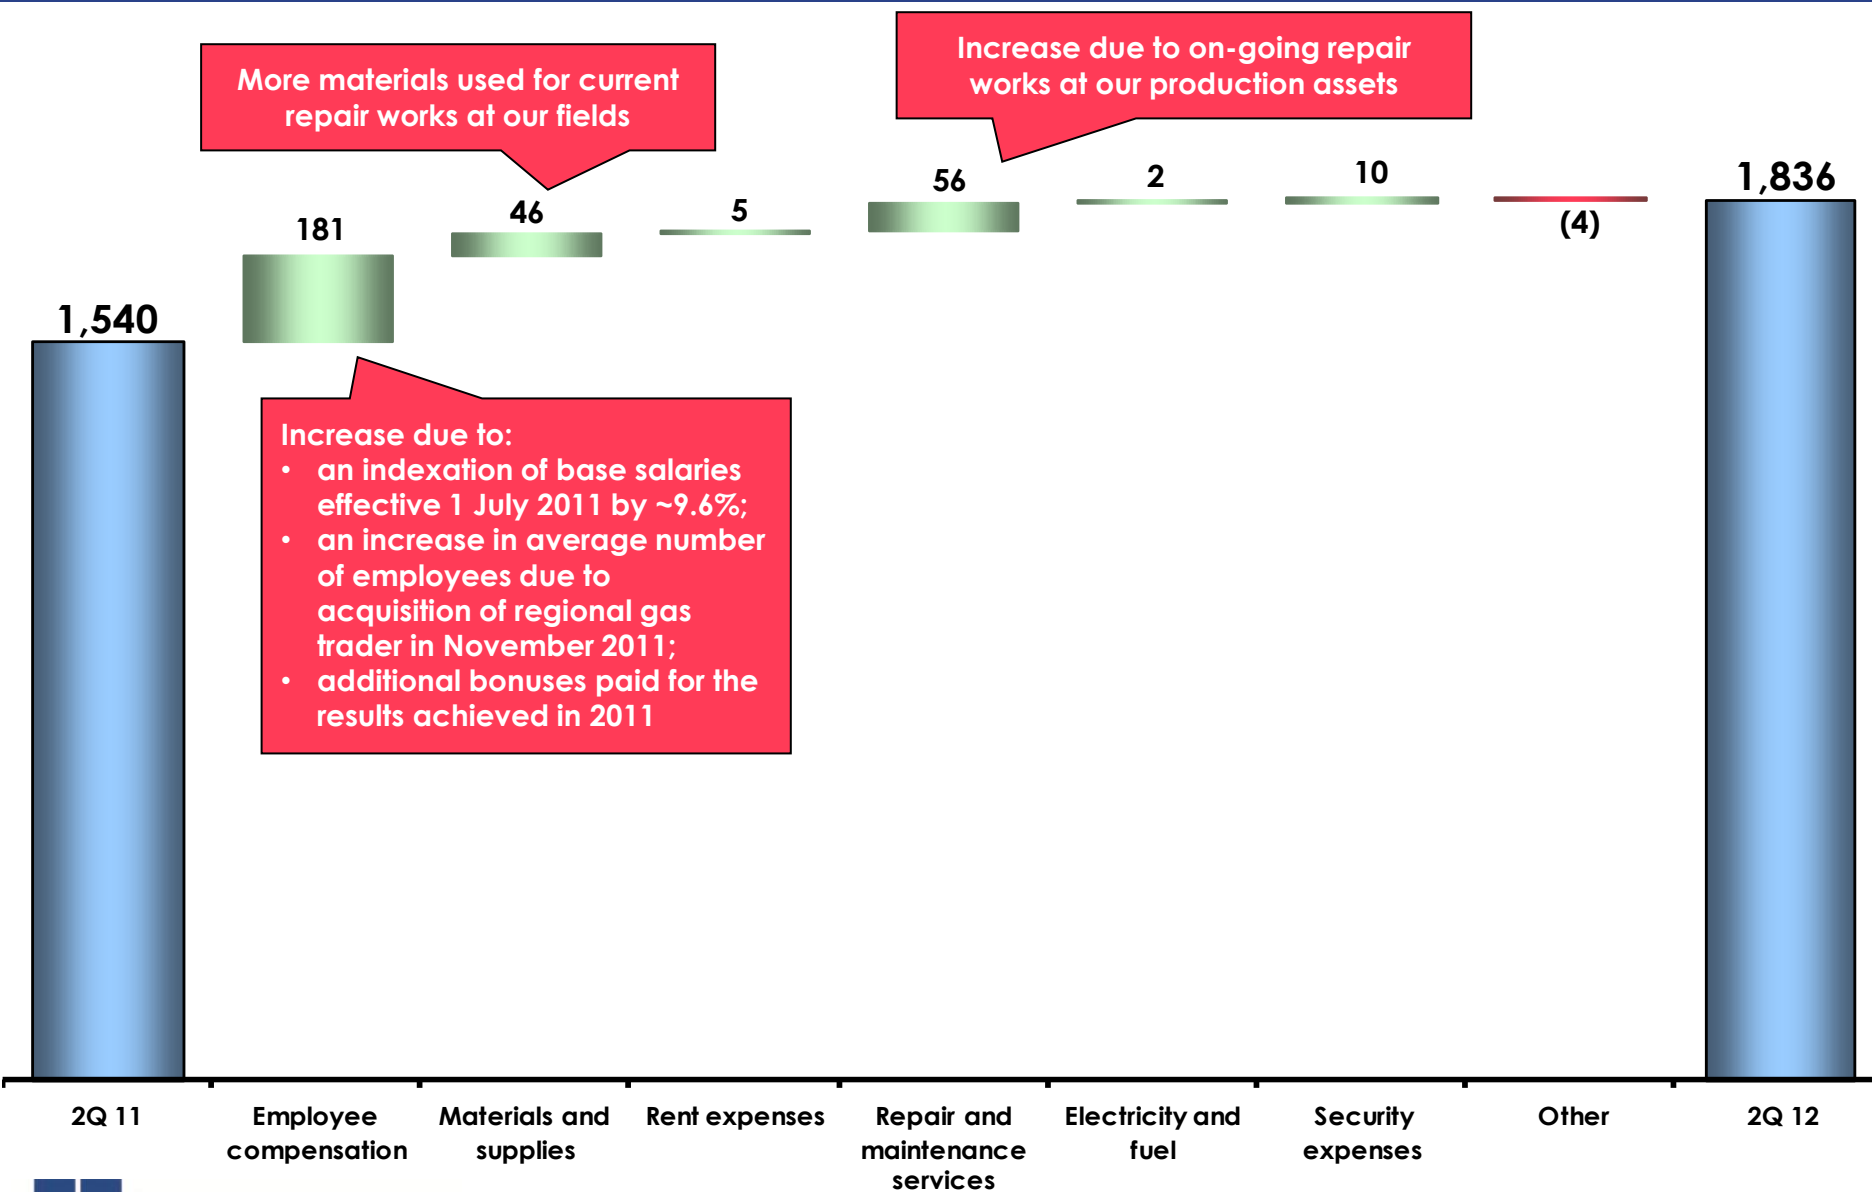 More materials used for current
repair works at our fields
Increase due to on-going repair
works at our production assets
1,540
181
46
5
56
2
10
(4)
1,836
Increase due to:
• an indexation of base salaries
effective 1 July 2011 by ~9.6%;
• an increase in average number
of employees due to
acquisition of regional gas
trader in November 2011;
• additional bonuses paid for the
results achieved in 2011
2Q 11
Employee
compensation
Materials and
supplies
Rent expenses
Repair and
maintenance
services
Electricity and
fuel
Security
expenses
Other
2Q 12